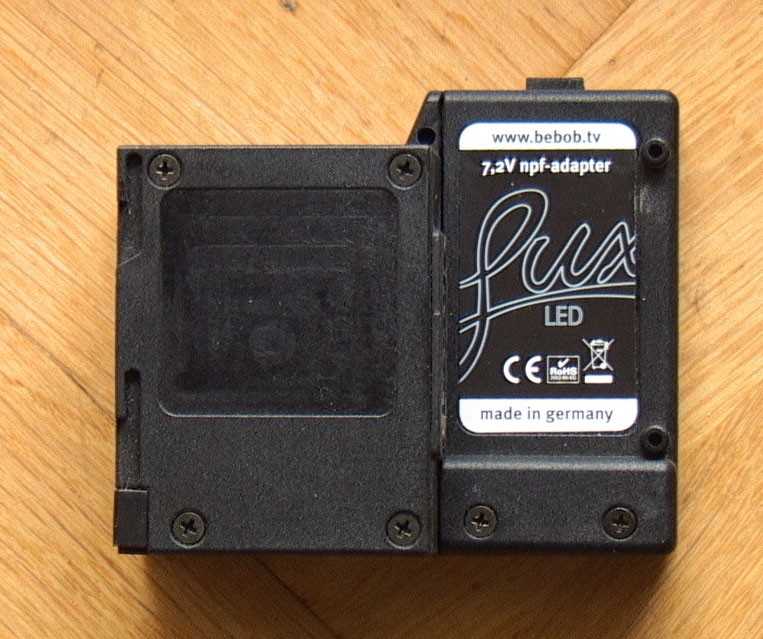 www.bebob.tv
7,2V npf-adapter
lux
LED
CE RoHS
made in germany